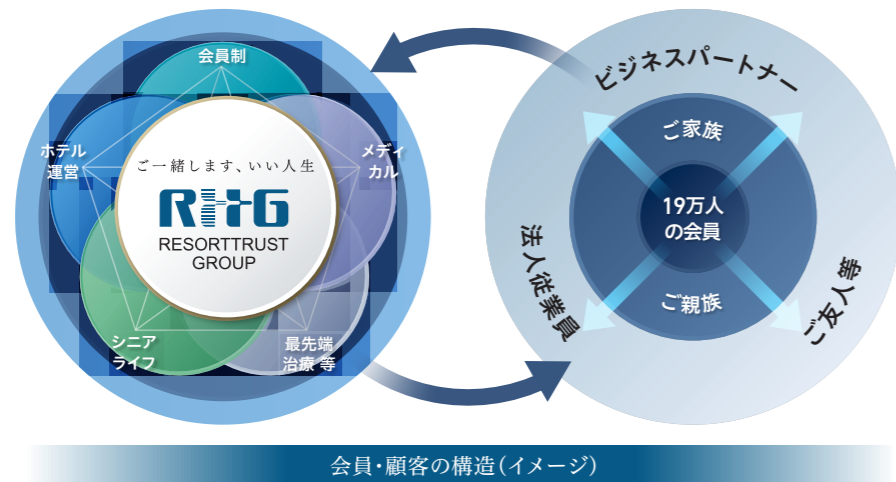 会員制
ホテル
運営
メディ
カル
ご一緒します、いい人生
RTTG
RESORTTRUST
GROUP
シニア
ライフ
最先端
治療 等
ビジネスパートナー
ご家族
19万人
の会員
ご親族
法人従業員
ご友人等
会員・顧客の構造（イメージ）